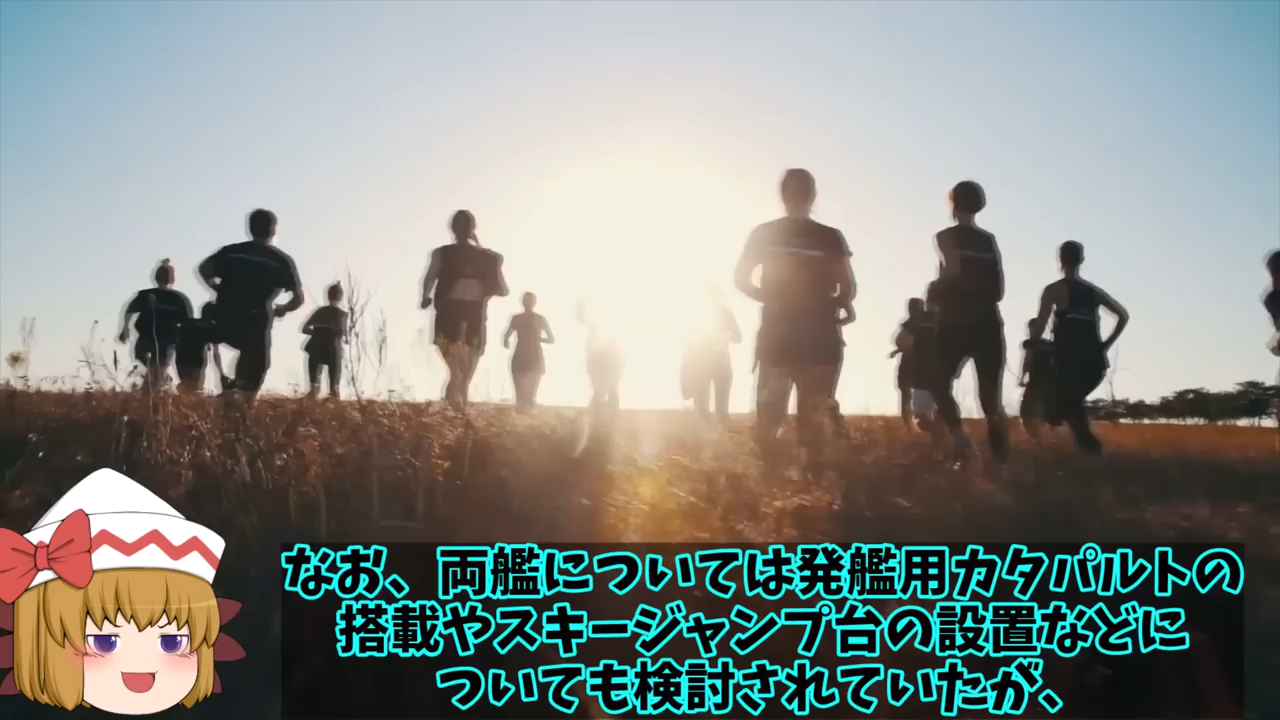 なお、両艦については発艦用カタパルトの
搭載やスキージャンプ台の設置などに
ついても検討されていたが、